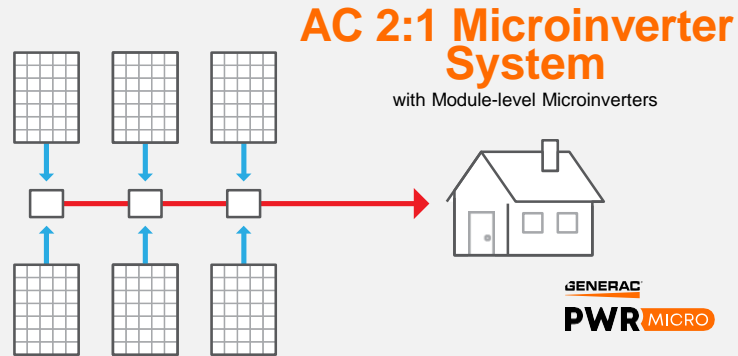 AC 2:1 Microinverter
System
with Module-level Microinverters
GENERAC
PWR MICRO